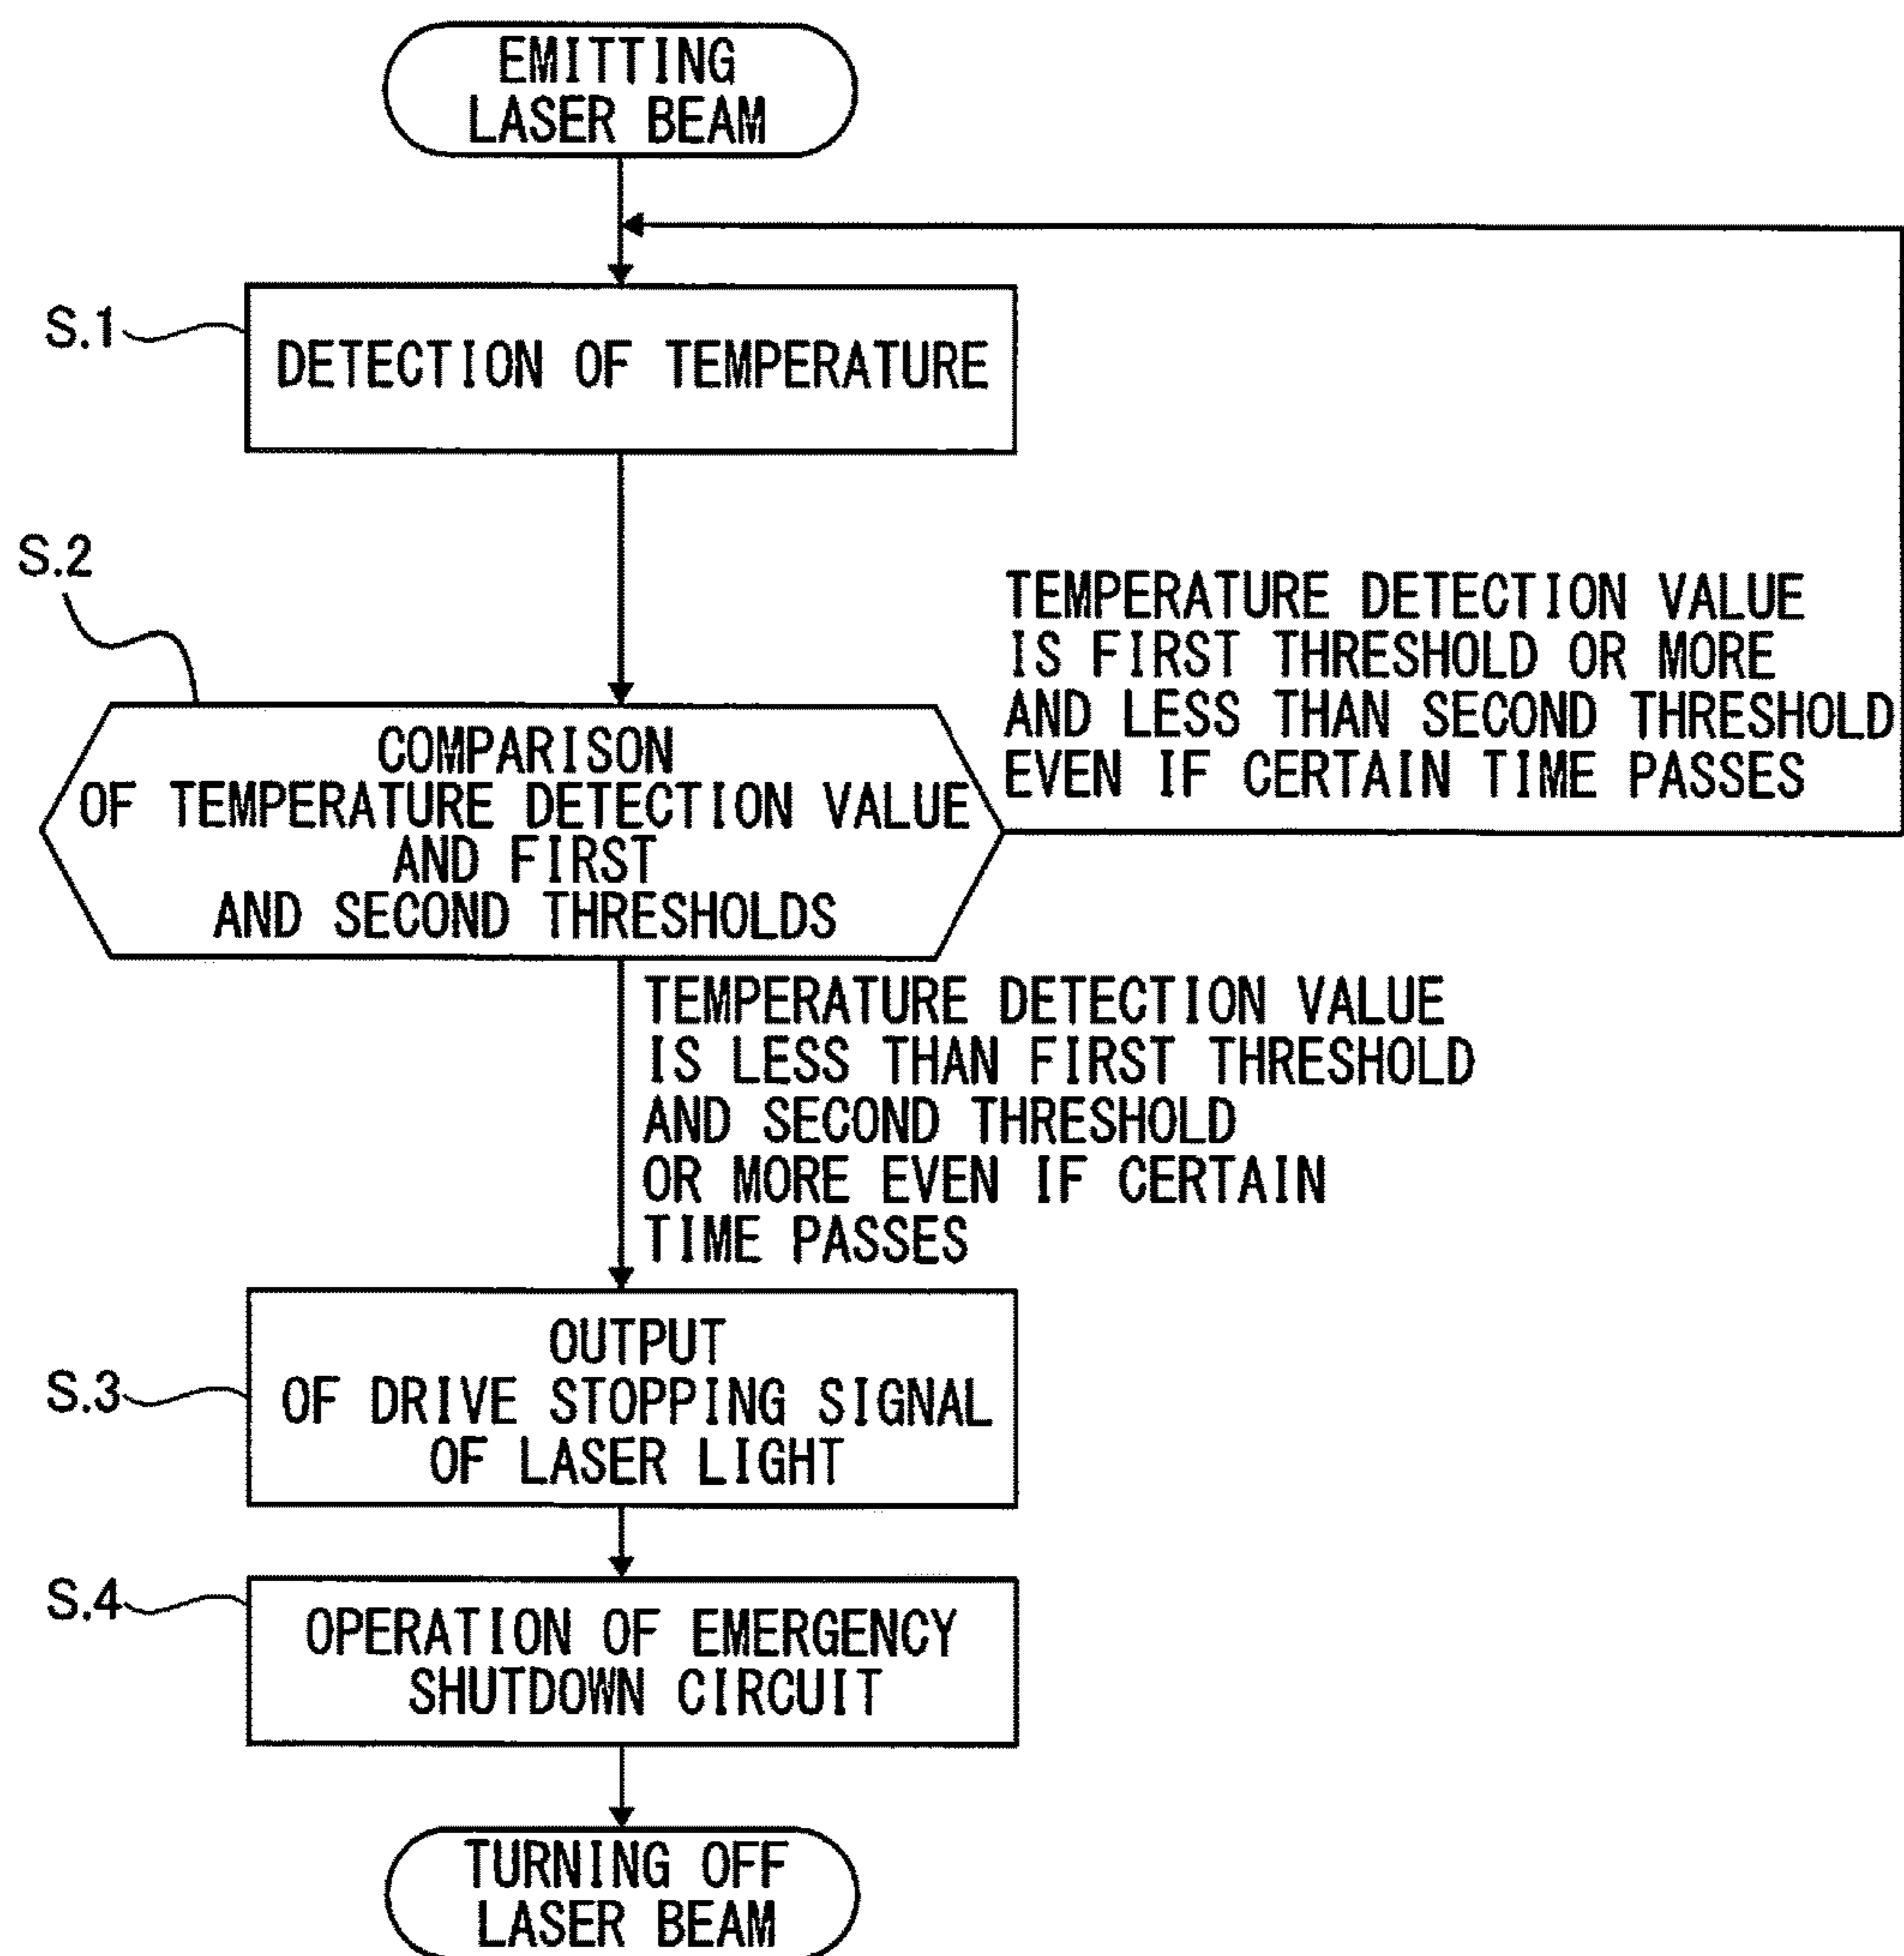 EMITTING
LASER BEAM
S.1
DETECTION OF TEMPERATURE
S.2
COMPARISON
OF TEMPERATURE DETECTION VALUE
AND FIRST
AND SECOND THRESHOLDS
TEMPERATURE DETECTION VALUE
IS FIRST THRESHOLD OR MORE
AND LESS THAN SECOND THRESHOLD
EVEN IF CERTAIN TIME PASSES
TEMPERATURE DETECTION VALUE
IS LESS THAN FIRST THRESHOLD
AND SECOND THRESHOLD
OR MORE EVEN IF CERTAIN
TIME PASSES
S.3
OUTPUT
OF DRIVE STOPPING SIGNAL
OF LASER LIGHT
S.4
OPERATION OF EMERGENCY
SHUTDOWN CIRCUIT
TURNING OFF
LASER BEAM